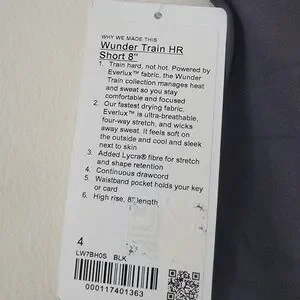 WHY WE MADE THIS
Wunder Train HR
Short 8"
1. Train hard, not hot. Powered by
Everlux™ fabric, the Wunder
Train collection manages heat
and sweat so you stay
comfortable and focused
2. Our fastest drying fabric,
Everlux™ is ultra-breathable,
four-way stretch, and wicks
away sweat. It feels soft on
the outside and cool and sleek
next to skin
3. Added Lycra® fibre for stretch
and shape retention
4. Continuous drawcord
5. Waistband pocket holds your key
or card
6. High rise, 8" length
4
LW7BH0S BLK
000117401363